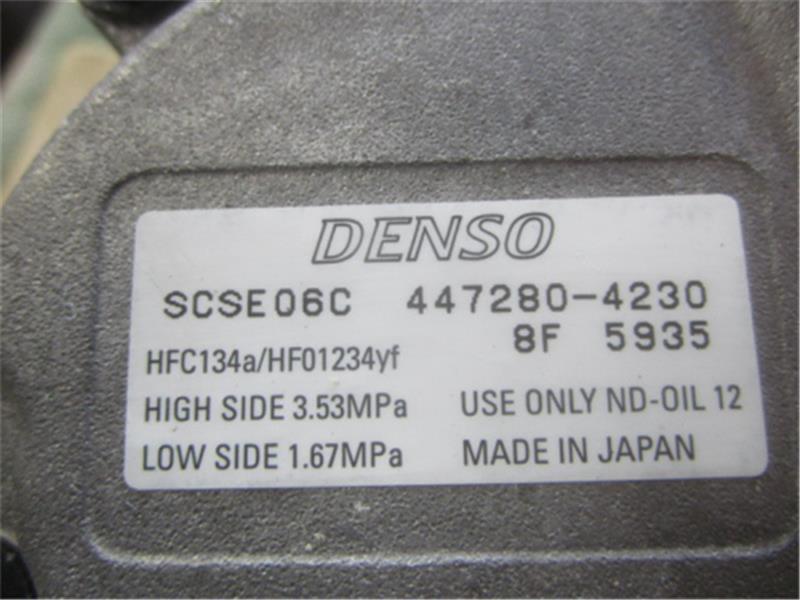 DENSO
SCSE06C 447280-4230
8F 5935
HFC134a/HFO1234yf
HIGH SIDE 3.53MPa USE ONLY ND-OIL 12
LOW SIDE 1.67MPa MADE IN JAPAN